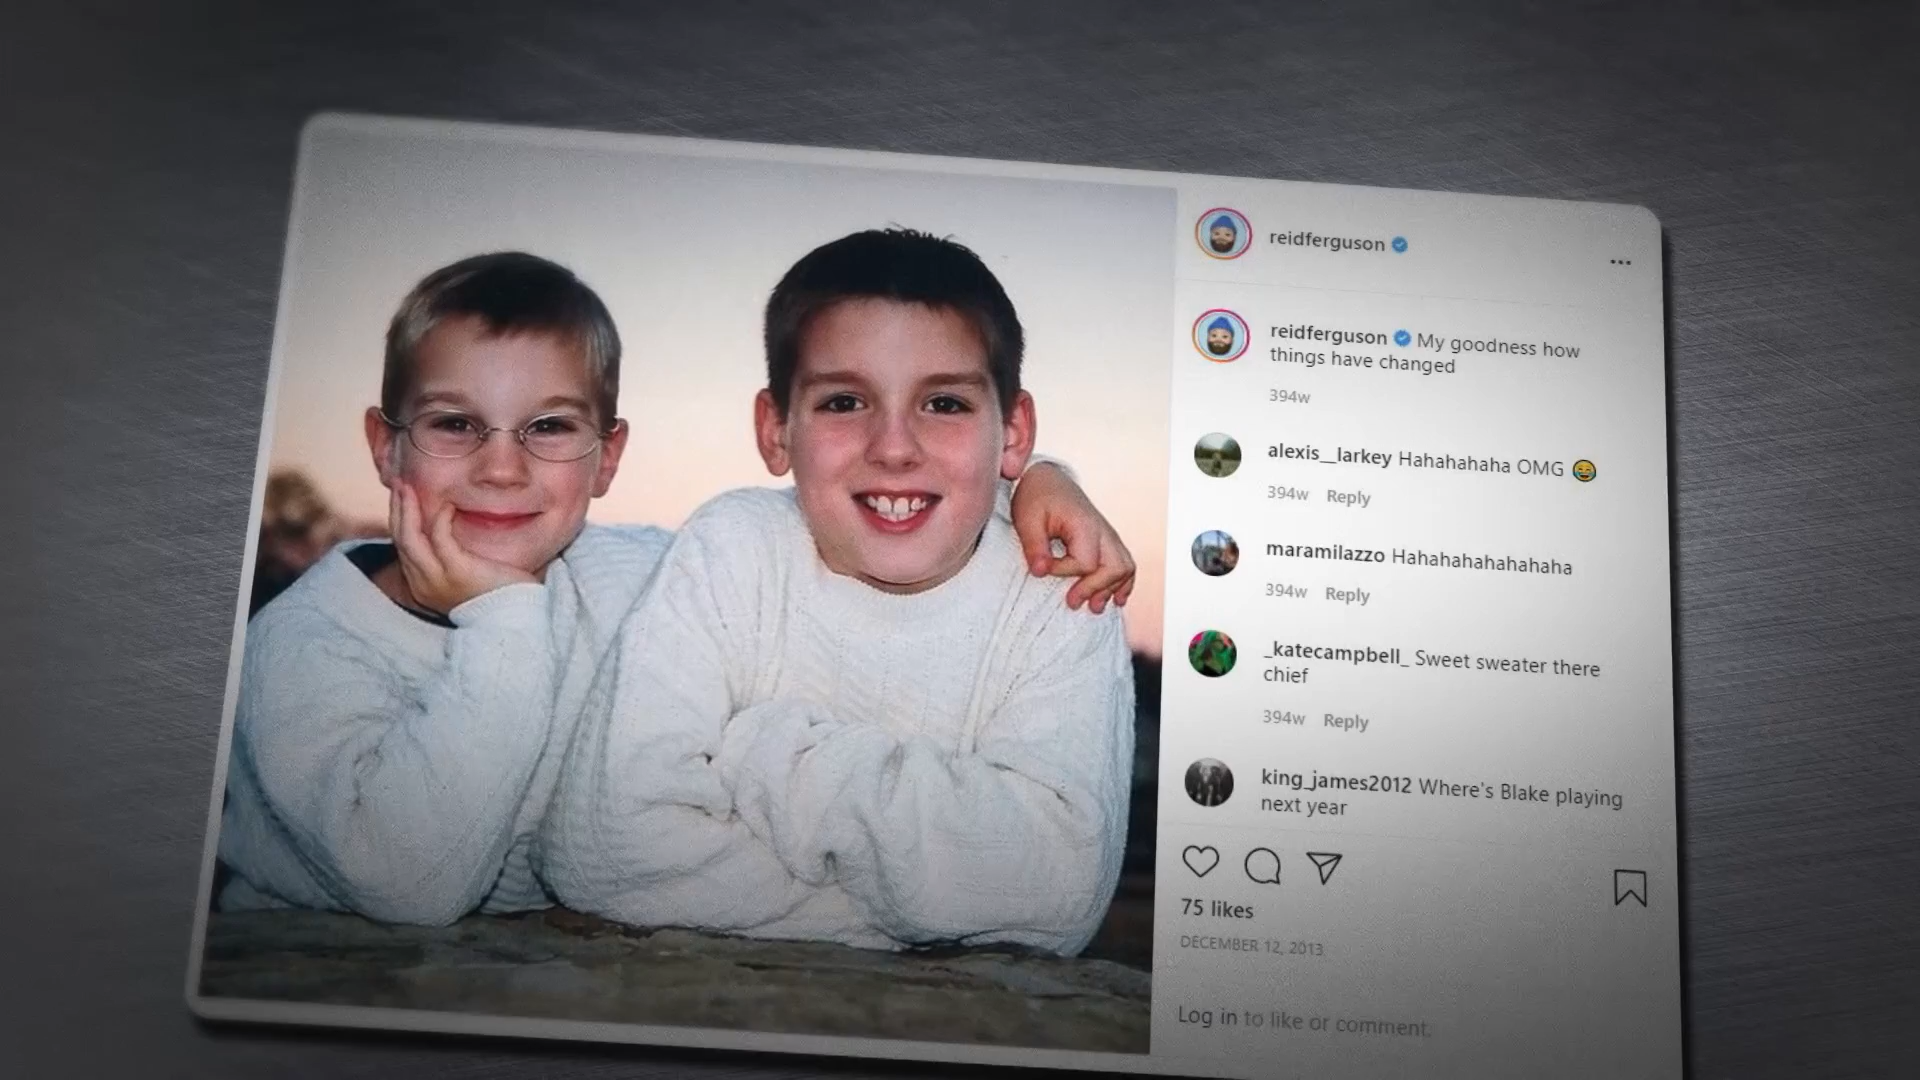 reidferguson
reidferguson My goodness how
things have changed
394w
alexis__larkey Hahahahaha OMG 😂
394w Reply
maramilazzo Hahahahahahahaha
394w Reply
_katecampbell_ Sweet sweater there
chief
394w Reply
king_james2012 Where's Blake playing
next year
75 likes
DECEMBER 12, 2013
Log in to like or comment.